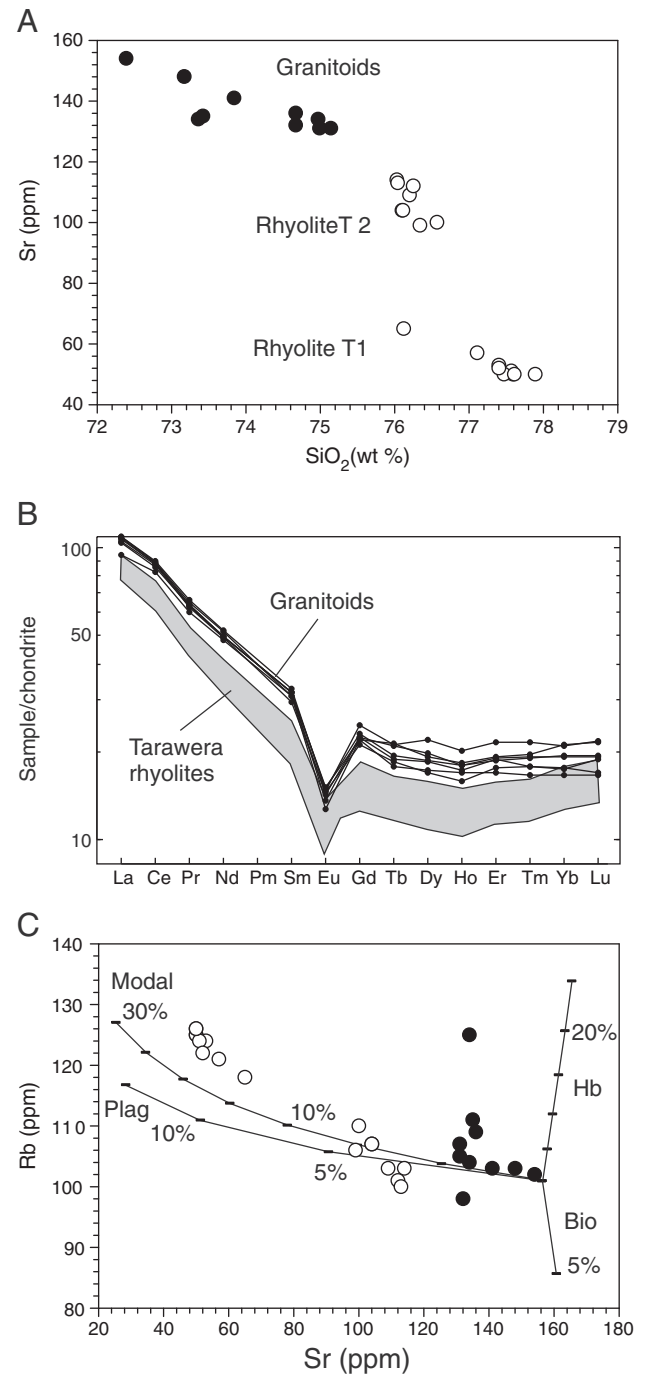 A
160
140
120
100
80
60
40
Sr (ppm)
Granitoids
RhyoliteT 2
Rhyolite T1
72 73 74 75 76 77 78 79
SiO2(wt %)
B
100
50
10
Sample/chondrite
Granitoids
Tarawera
rhyolites
La Ce Pr Nd Pm Sm Eu Gd Tb Dy Ho Er Tm Yb Lu
C
140
130
120
110
100
90
80
Rb (ppm)
Modal
30%
Plag
10%
10%
5%
20%
Hb
Bio
5%
20 40 60 80 100 120 140 160 180
Sr (ppm)